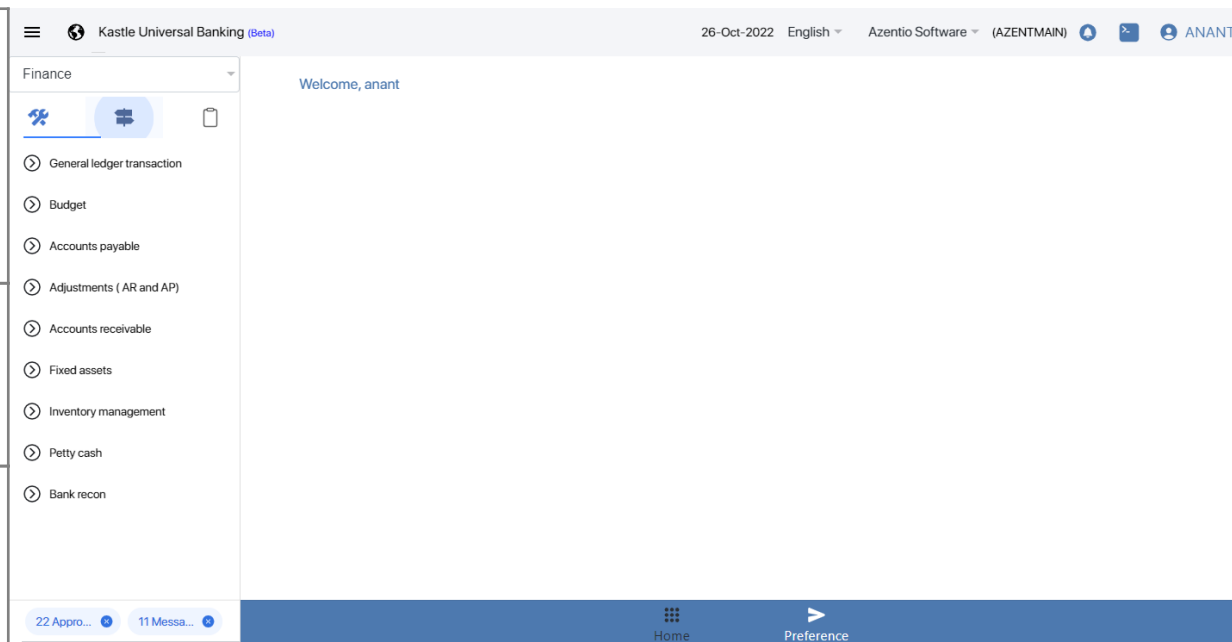 Kastle Universal Banking (Beta)
26-Oct-2022 English Azentio Software (AZENTMAIN) ANANT
Finance
Welcome, anant
General ledger transaction
Budget
Accounts payable
Adjustments ( AR and AP)
Accounts receivable
Fixed assets
Inventory management
Petty cash
Bank recon
22 Appro... 11 Messa...
Home Preference